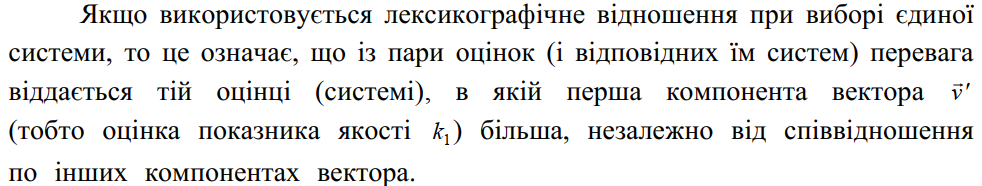 Якщо використовується лексикографічне відношення при виборі єдиної
системи, то це означає, що із пари оцінок (і відповідних їм систем) перевага
віддається тій оцінці (системі), в якій перша компонента вектора v⃗′
(тобто оцінка показника якості k₁) більша, незалежно від співвідношення
по інших компонентах вектора.